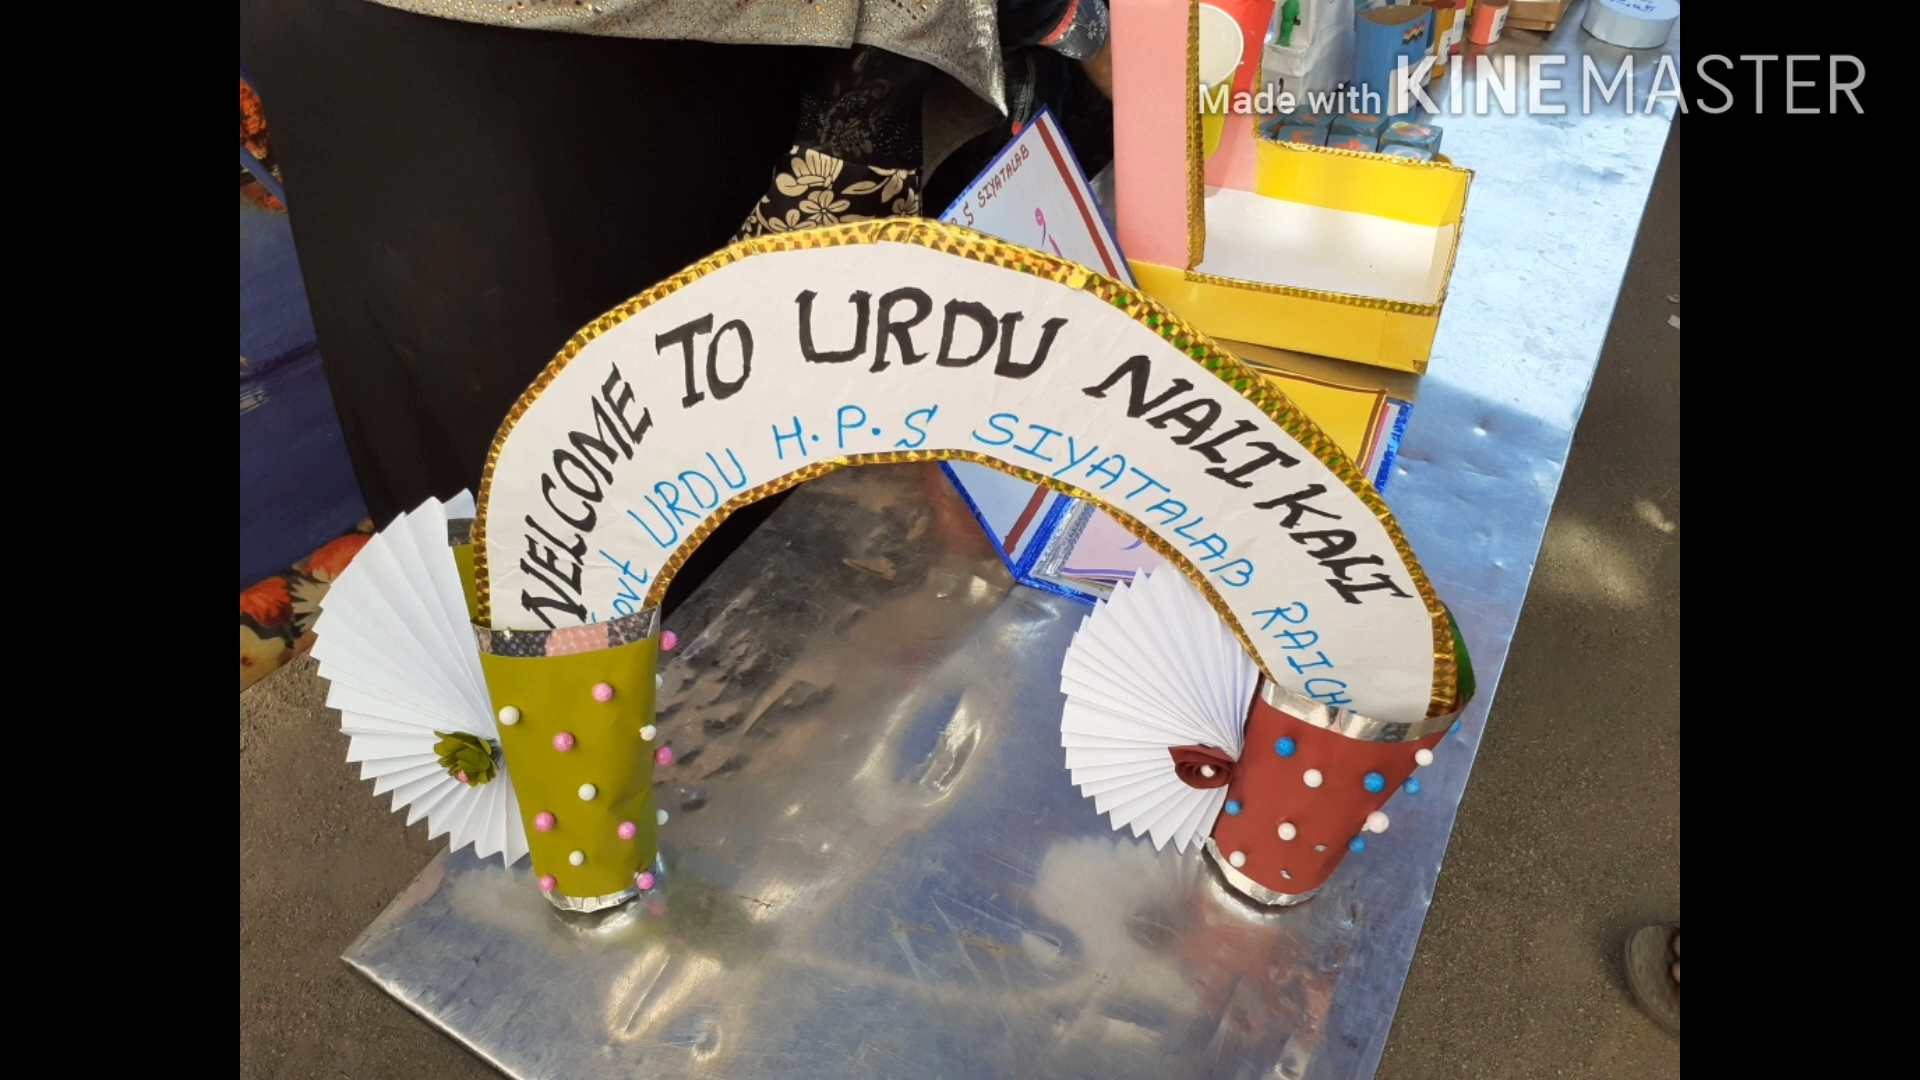 Made with KINEMASTER
S SIYATALAB
WELCOME TO URDU NALI KALI
Govt URDU H.P.S SIYATALAB RAICH